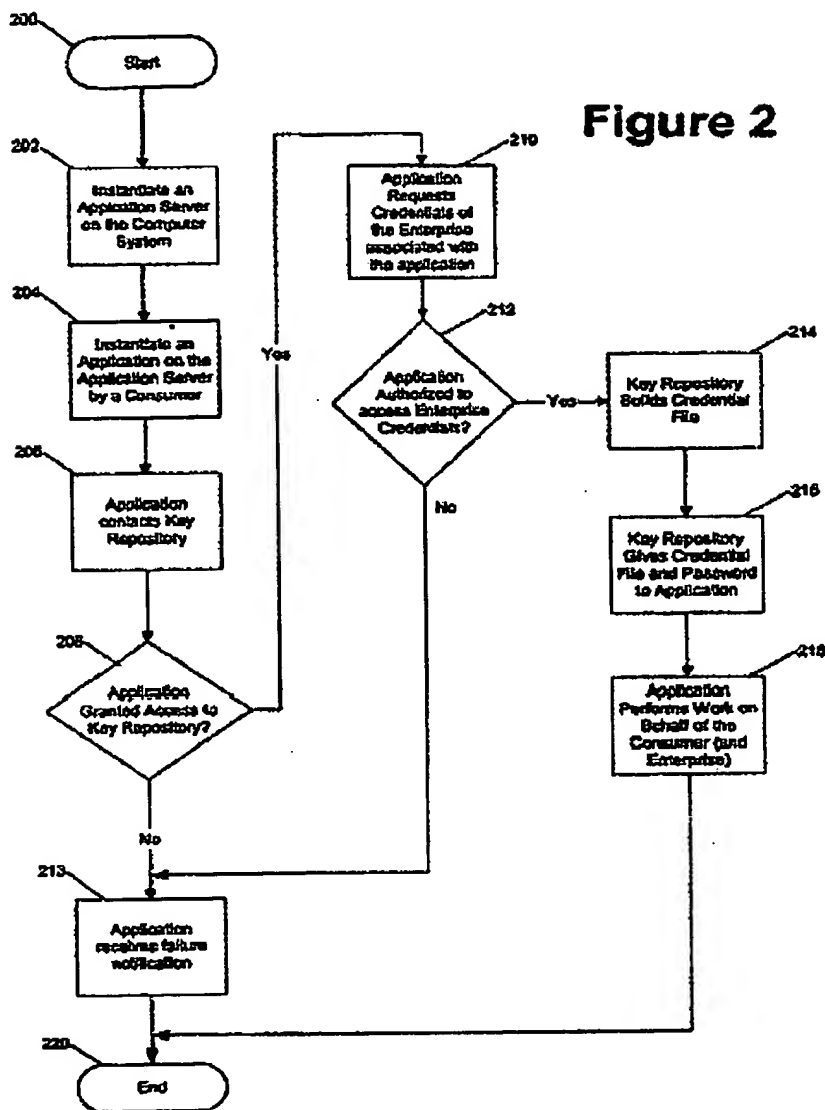 Figure 2
200
Start
202
Instantiate an
Application Server
on the Computer
System
204
Instantiate an
Application on the
Application Server
by a Consumer
206
Application
contacts Key
Repository
208
Application
Granted Access to
Key Repository?
Yes
No
210
Application
Requests
Credentials of
the Enterprise
associated with
the application
212
Application
Authorized to
access Enterprise
Credentials?
Yes
No
213
Application
receives failure
notification
214
Key Repository
Builds Credential
File
216
Key Repository
Gives Credential
File and Password
to Application
218
Application
Performs Work on
Behalf of the
Consumer (and
Enterprise)
220
End